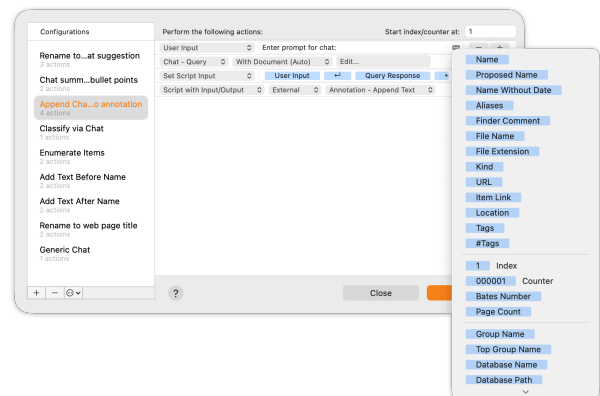 Configurations
Perform the following actions:
Start index/counter at: 1
Rename to...at suggestion
3 actions
Chat summ...bullet points
2 actions
Append Cha...o annotation
4 actions
Classify via Chat
1 actions
Enumerate Items
2 actions
Add Text Before Name
2 actions
Add Text After Name
2 actions
Rename to web page title
2 actions
Generic Chat
1 actions
User Input Enter prompt for chat:
Chat - Query With Document (Auto) Edit...
Set Script Input User Input ↵ Query Response
Script with Input/Output External Annotation - Append Text
+ −
?
Close
Name
Proposed Name
Name Without Date
Aliases
Finder Comment
File Name
File Extension
Kind
URL
Item Link
Location
Tags
#Tags
1 Index
000001 Counter
Bates Number
Page Count
Group Name
Top Group Name
Database Name
Database Path